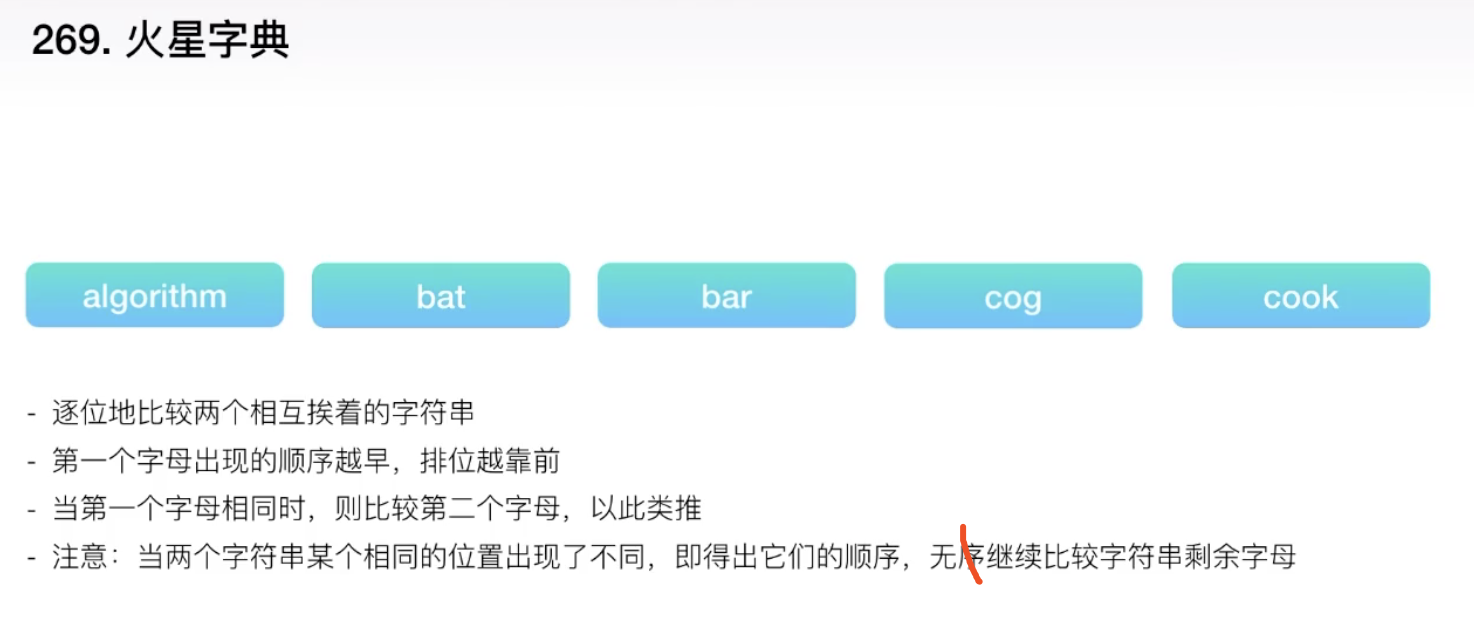 269. 火星字典
algorithm bat bar cog cook
- 逐位地比较两个相互挨着的字符串
- 第一个字母出现的顺序越早，排位越靠前
- 当第一个字母相同时，则比较第二个字母，以此类推
- 注意：当两个字符串某个相同的位置出现了不同，即得出它们的顺序，无序继续比较字符串剩余字母